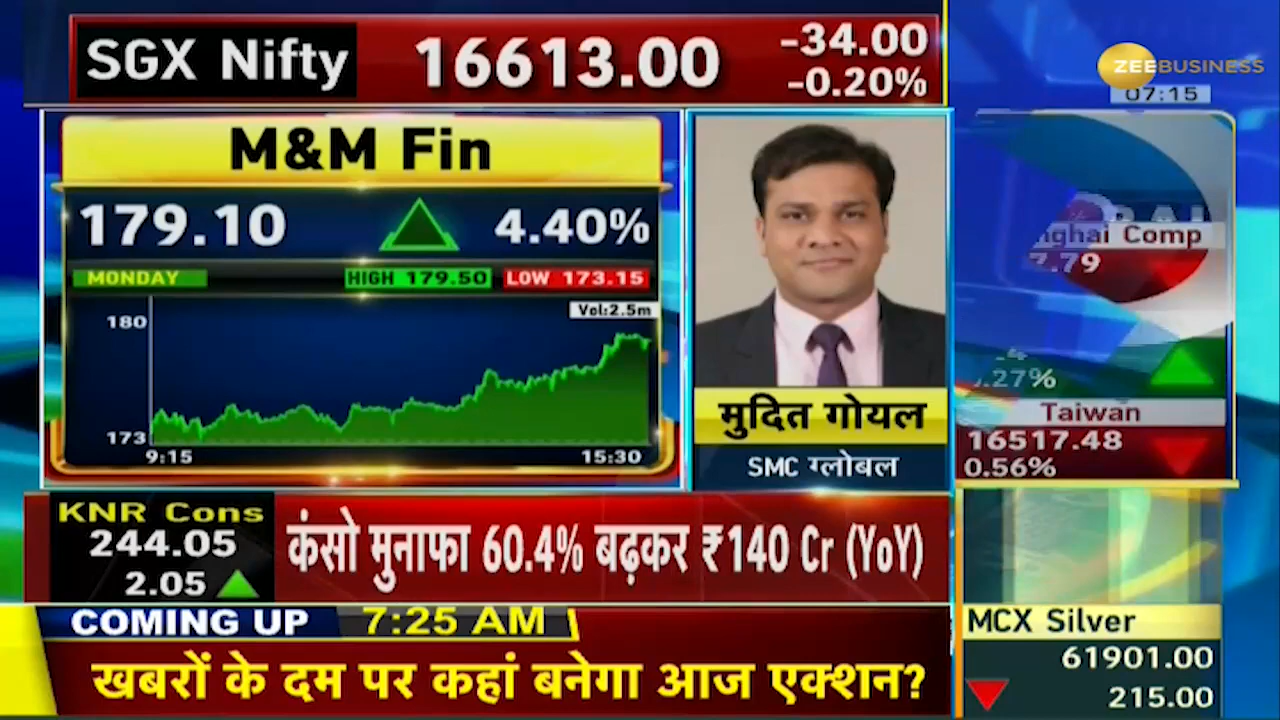 SGX Nifty 16613.00 -34.00
-0.20%
ZEEBUSINESS
07:15
M&M Fin
179.10 4.40%
MONDAY HIGH 179.50 LOW 173.15
Vol:2.5m
180
173
9:15 15:30
मुदित गोयल
SMC ग्लोबल
Comp
.27%
Taiwan
16517.48
0.56%
KNR Cons
244.05
2.05
कंसो मुनाफा 60.4% बढ़कर ₹140 Cr (YoY)
COMING UP 7:25 AM
खबरों के दम पर कहां बनेगा आज एक्शन?
MCX Silver
61901.00
215.00